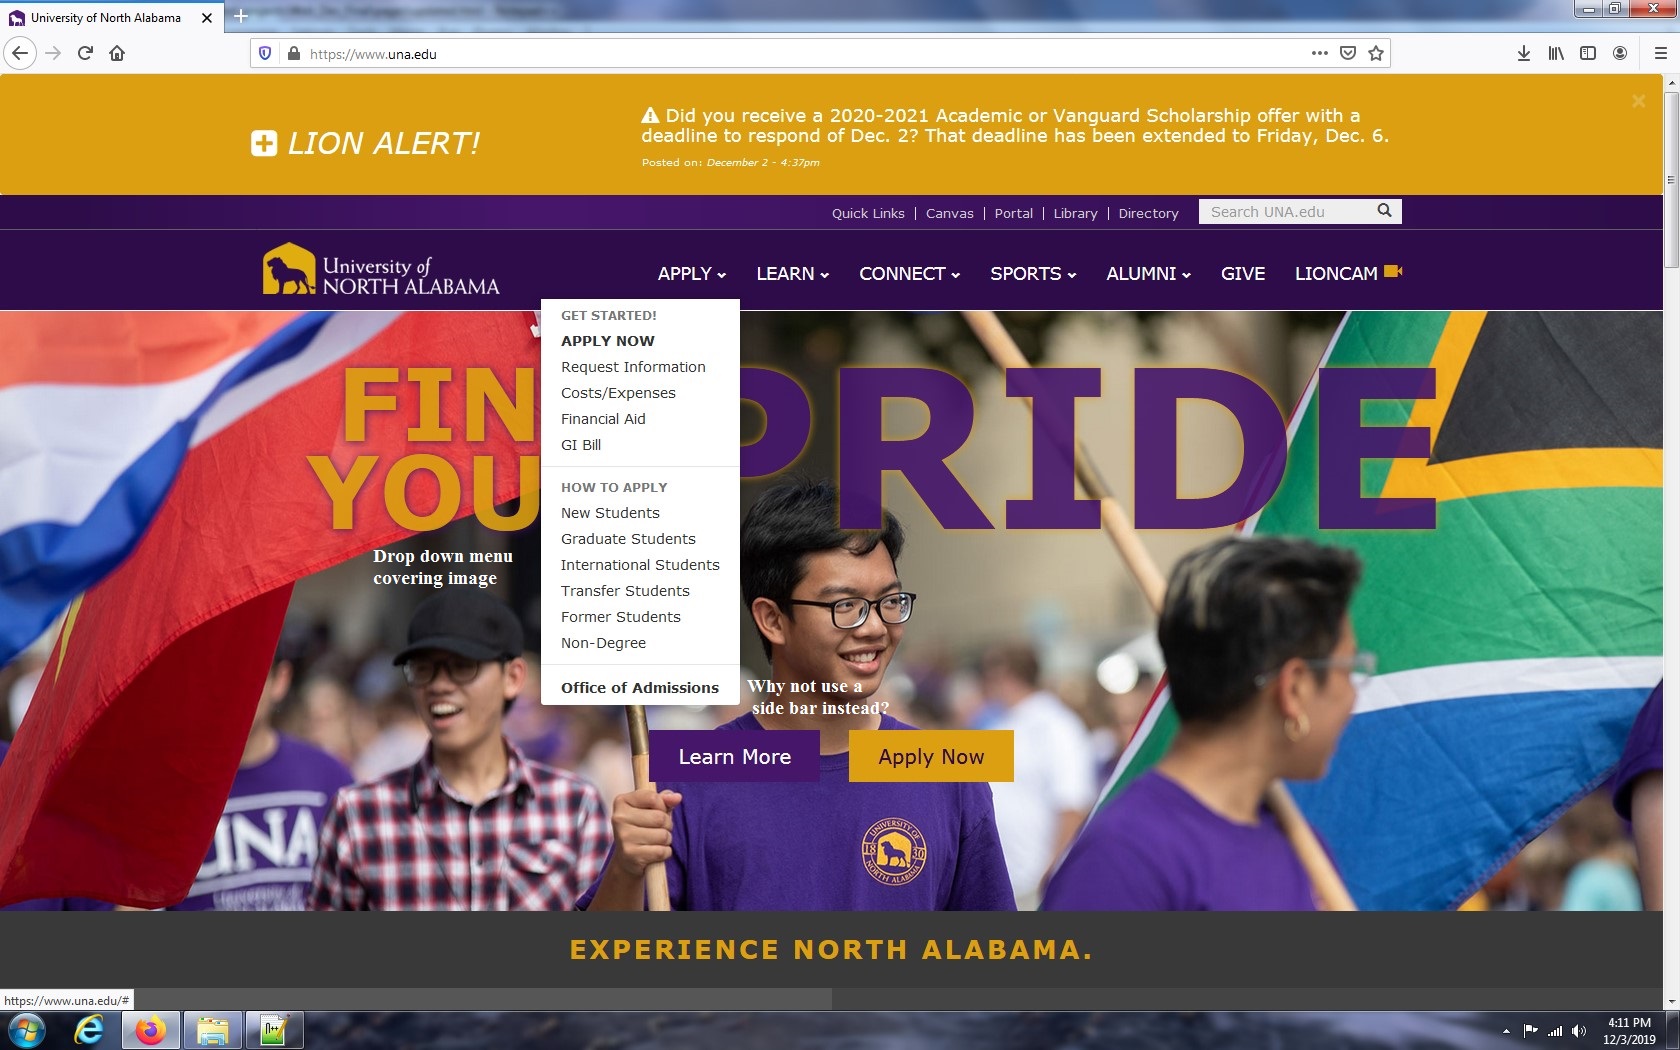 University of North Alabama
https://www.una.edu
LION ALERT!
Did you receive a 2020-2021 Academic or Vanguard Scholarship offer with a
deadline to respond of Dec. 2? That deadline has been extended to Friday, Dec. 6.
Posted on: December 2 - 4:37pm
Quick Links | Canvas | Portal | Library | Directory
Search UNA.edu
University of
NORTH ALABAMA
APPLY LEARN CONNECT SPORTS ALUMNI GIVE LIONCAM
GET STARTED!
APPLY NOW
Request Information
Costs/Expenses
Financial Aid
GI Bill
HOW TO APPLY
New Students
Graduate Students
International Students
Transfer Students
Former Students
Non-Degree
Office of Admissions
FIN
YOU
PRIDE
Drop down menu
covering image
Why not use a
side bar instead?
Learn More
Apply Now
UNA
UNIVERSITY OF
1830
NORTH ALABAMA
EXPERIENCE NORTH ALABAMA.
https://www.una.edu/#
4:11 PM
12/3/2019